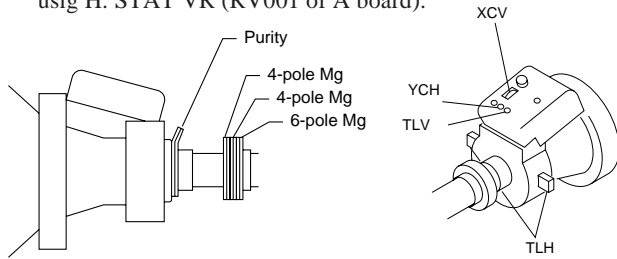 usig H. STAT VR (RV001 of A board).
Purity
4-pole Mg
4-pole Mg
6-pole Mg
XCV
YCH
TLV
TLH